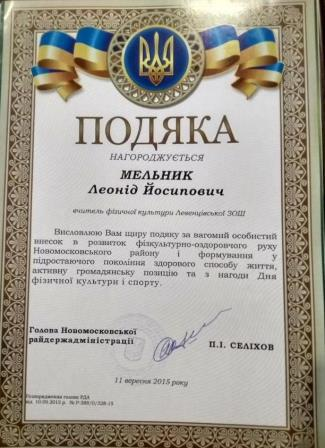 ПОДЯКА
НАГОРОДЖУЄТЬСЯ
МЕЛЬНИК
Леонід Йосипович
вчитель фізичної культури Левенцівської ЗОШ
Висловлюю Вам щиру подяку за вагомий особистий
внесок в розвиток фізкультурно-оздоровчого руху
Новомосковського району і формування у
підростаючого покоління здорового способу життя,
активну громадянську позицію та з нагоди Дня
фізичної культури і спорту.
Голова Новомосковської
райдержадміністрації
П.І. СЕЛІХОВ
11 вересня 2015 року
Розпорядження голови РДА
від 10.09.2015 р. № Р-389/0/328-15